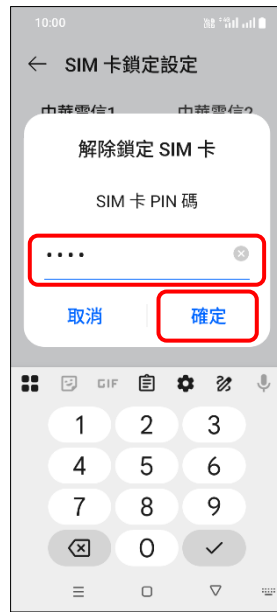 10:00
SIM 卡鎖定設定
中華電信1 中華電信2
解除鎖定 SIM 卡
SIM 卡 PIN 碼
••••
取消 確定
GIF
1 2 3
4 5 6
7 8 9
0